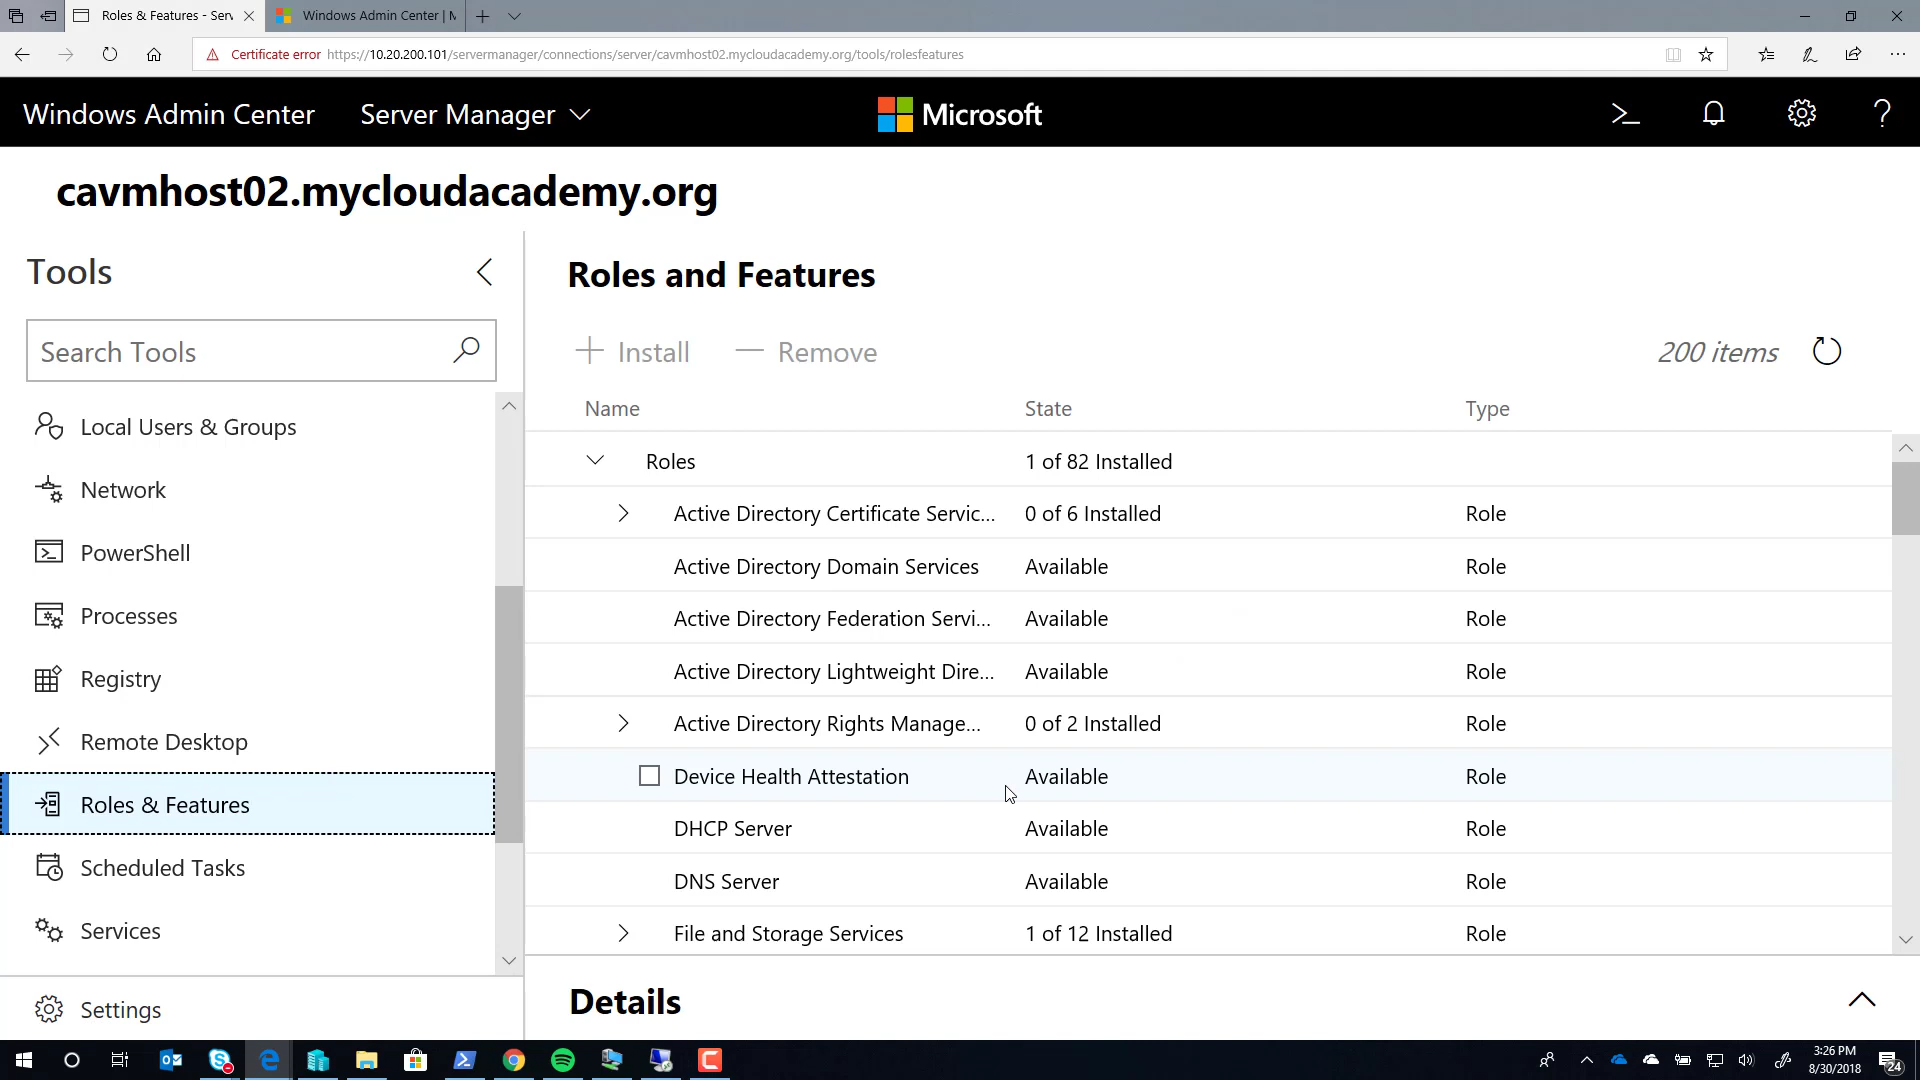 Roles & Features - Serv
Windows Admin Center | M
Certificate error https://10.20.200.101/servermanager/connections/server/cavmhost02.mycloudacademy.org/tools/rolesfeatures
Windows Admin Center Server Manager Microsoft
cavmhost02.mycloudacademy.org
Tools
Search Tools
Local Users & Groups
Network
PowerShell
Processes
Registry
Remote Desktop
Roles & Features
Scheduled Tasks
Services
Settings
Roles and Features
Install Remove 200 items
Name State Type
Roles 1 of 82 Installed
Active Directory Certificate Servic... 0 of 6 Installed Role
Active Directory Domain Services Available Role
Active Directory Federation Servi... Available Role
Active Directory Lightweight Dire... Available Role
Active Directory Rights Manage... 0 of 2 Installed Role
Device Health Attestation Available Role
DHCP Server Available Role
DNS Server Available Role
File and Storage Services 1 of 12 Installed Role
Details
3:26 PM
8/30/2018
24